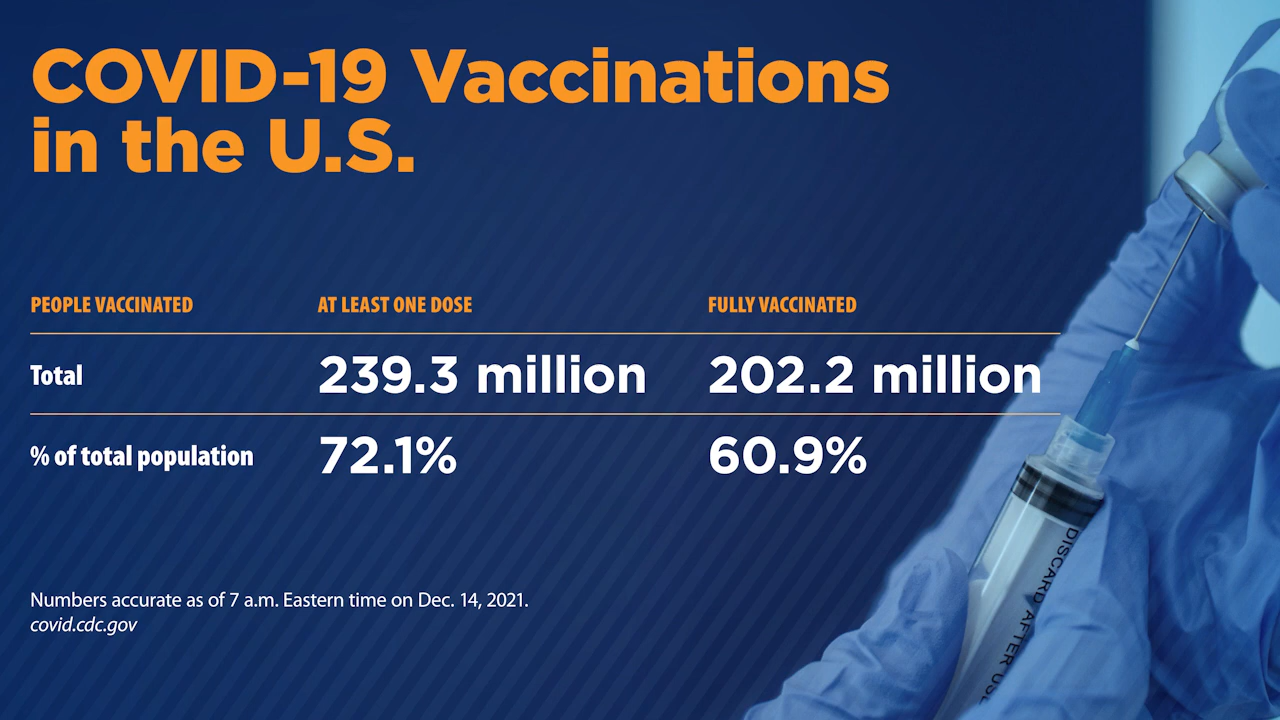 COVID-19 Vaccinations
in the U.S.
PEOPLE VACCINATED AT LEAST ONE DOSE FULLY VACCINATED
Total 239.3 million 202.2 million
% of total population 72.1% 60.9%
Numbers accurate as of 7 a.m. Eastern time on Dec. 14, 2021.
covid.cdc.gov
DISCARD AFTER